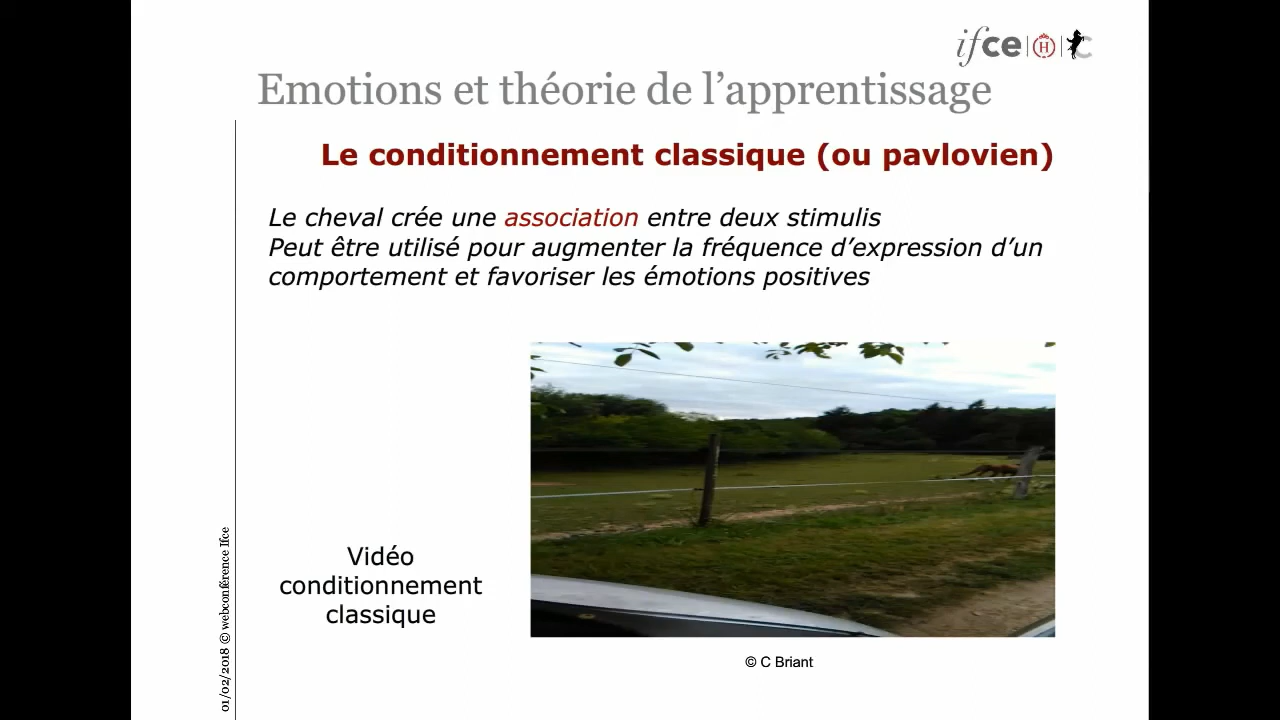 ifce H C
Emotions et théorie de l’apprentissage
Le conditionnement classique (ou pavlovien)
Le cheval crée une association entre deux stimulis
Peut être utilisé pour augmenter la fréquence d’expression d’un
comportement et favoriser les émotions positives
Vidéo
conditionnement
classique
© C Briant
01/02/2018 © webconférence Ifce